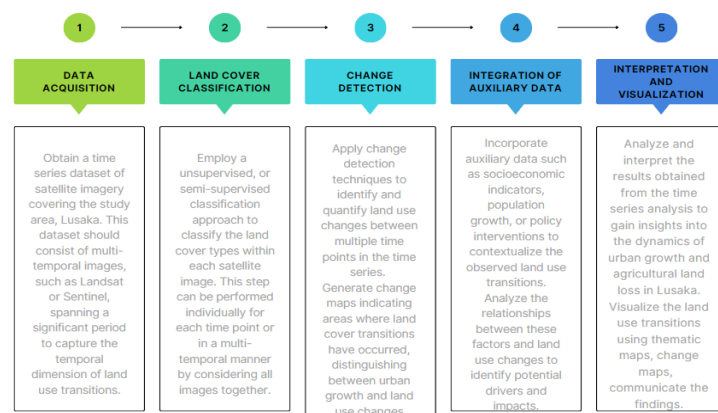 1
2
3
4
5
DATA
ACQUISITION
LAND COVER
CLASSIFICATION
CHANGE
DETECTION
INTEGRATION OF
AUXILIARY DATA
INTERPRETATION
AND
VISUALIZATION
Obtain a time
series dataset of
satellite imagery
covering the study
area, Lusaka. This
dataset should
consist of multi-
temporal images,
such as Landsat
or Sentinel,
spanning a
significant period
to capture the
temporal
dimension of land
use transitions.
Employ a
unsupervised, or
semi-supervised
classification
approach to
classify the land
cover types within
each satellite
image. This step
can be performed
individually for
each time point or
in a multi-
temporal manner
by considering all
images together.
Apply change
detection
techniques to
identify and
quantify land use
changes between
multiple time
points in the time
series.
Generate change
maps indicating
areas where land
cover transitions
have occurred,
distinguishing
between urban
growth and land
use changes
Incorporate
auxiliary data such
as socioeconomic
indicators,
population
growth, or policy
interventions to
contextualize the
observed land use
transitions.
Analyze the
relationships
between these
factors and land
use changes to
identify potential
drivers and
impacts.
Analyze and
interpret the
results obtained
from the time
series analysis to
gain insights into
the dynamics of
urban growth and
agricultural land
loss in Lusaka.
Visualize the land
use transitions
using thematic
maps, change
maps,
communicate the
findings.